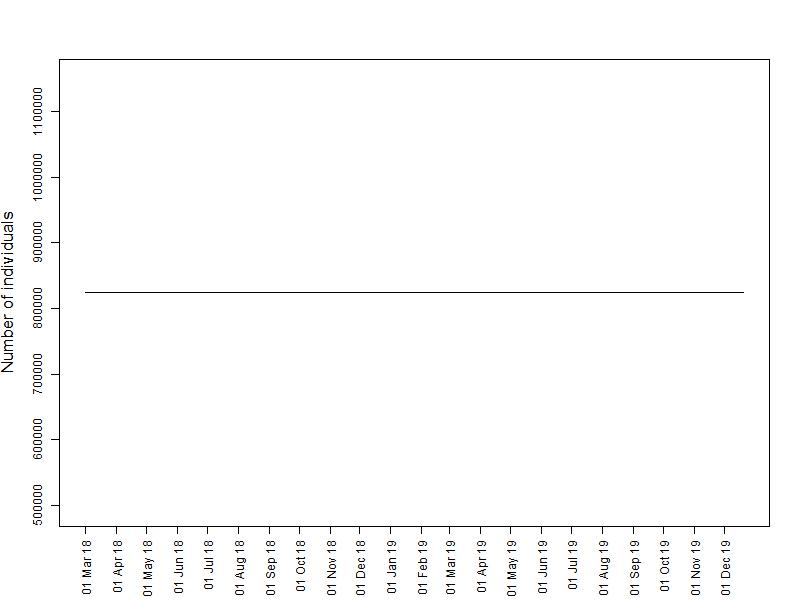 Number of individuals
1100000
1000000
900000
800000
700000
600000
500000
01 Mar 18
01 Apr 18
01 May 18
01 Jun 18
01 Jul 18
01 Aug 18
01 Sep 18
01 Oct 18
01 Nov 18
01 Dec 18
01 Jan 19
01 Feb 19
01 Mar 19
01 Apr 19
01 May 19
01 Jun 19
01 Jul 19
01 Aug 19
01 Sep 19
01 Oct 19
01 Nov 19
01 Dec 19